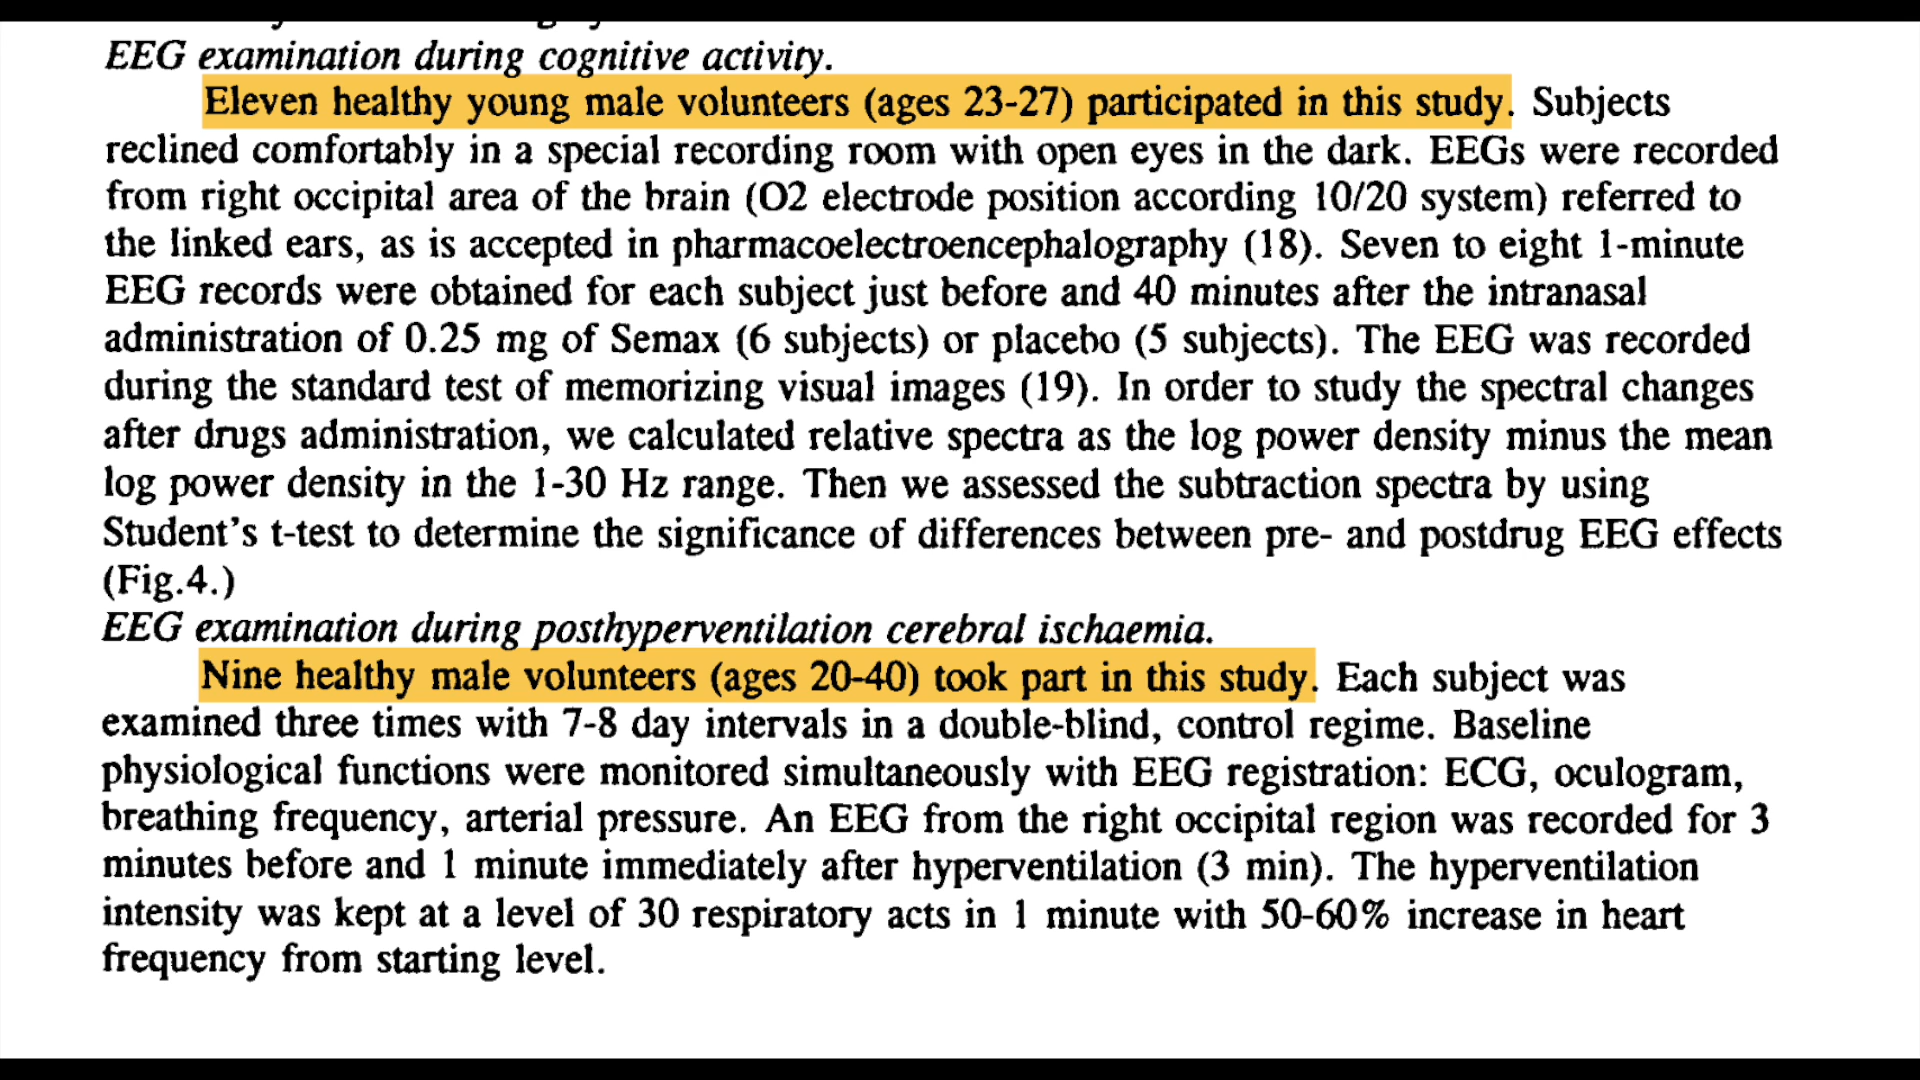 EEG examination during cognitive activity.
Eleven healthy young male volunteers (ages 23-27) participated in this study. Subjects
reclined comfortably in a special recording room with open eyes in the dark. EEGs were recorded
from right occipital area of the brain (O2 electrode position according 10/20 system) referred to
the linked ears, as is accepted in pharmacoelectroencephalography (18). Seven to eight 1-minute
EEG records were obtained for each subject just before and 40 minutes after the intranasal
administration of 0.25 mg of Semax (6 subjects) or placebo (5 subjects). The EEG was recorded
during the standard test of memorizing visual images (19). In order to study the spectral changes
after drugs administration, we calculated relative spectra as the log power density minus the mean
log power density in the 1-30 Hz range. Then we assessed the subtraction spectra by using
Student's t-test to determine the significance of differences between pre- and postdrug EEG effects
(Fig.4.)
EEG examination during posthyperventilation cerebral ischaemia.
Nine healthy male volunteers (ages 20-40) took part in this study. Each subject was
examined three times with 7-8 day intervals in a double-blind, control regime. Baseline
physiological functions were monitored simultaneously with EEG registration: ECG, oculogram,
breathing frequency, arterial pressure. An EEG from the right occipital region was recorded for 3
minutes before and 1 minute immediately after hyperventilation (3 min). The hyperventilation
intensity was kept at a level of 30 respiratory acts in 1 minute with 50-60% increase in heart
frequency from starting level.